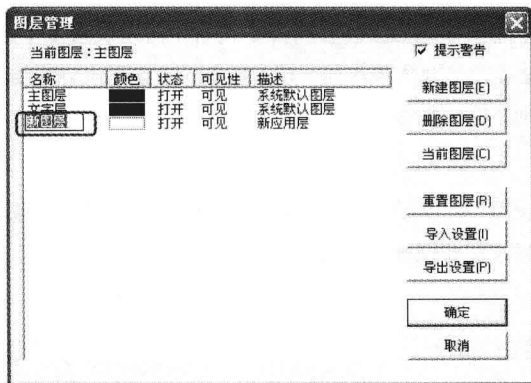 图层管理
当前图层：主图层
提示警告
名称 颜色 状态 可见性 描述
主图层 打开 可见 系统默认图层
文字层 打开 可见 系统默认图层
新图层 打开 可见 新应用层
新建图层(E)
删除图层(D)
当前图层(C)
重置图层(R)
导入设置(I)
导出设置(P)
确定
取消